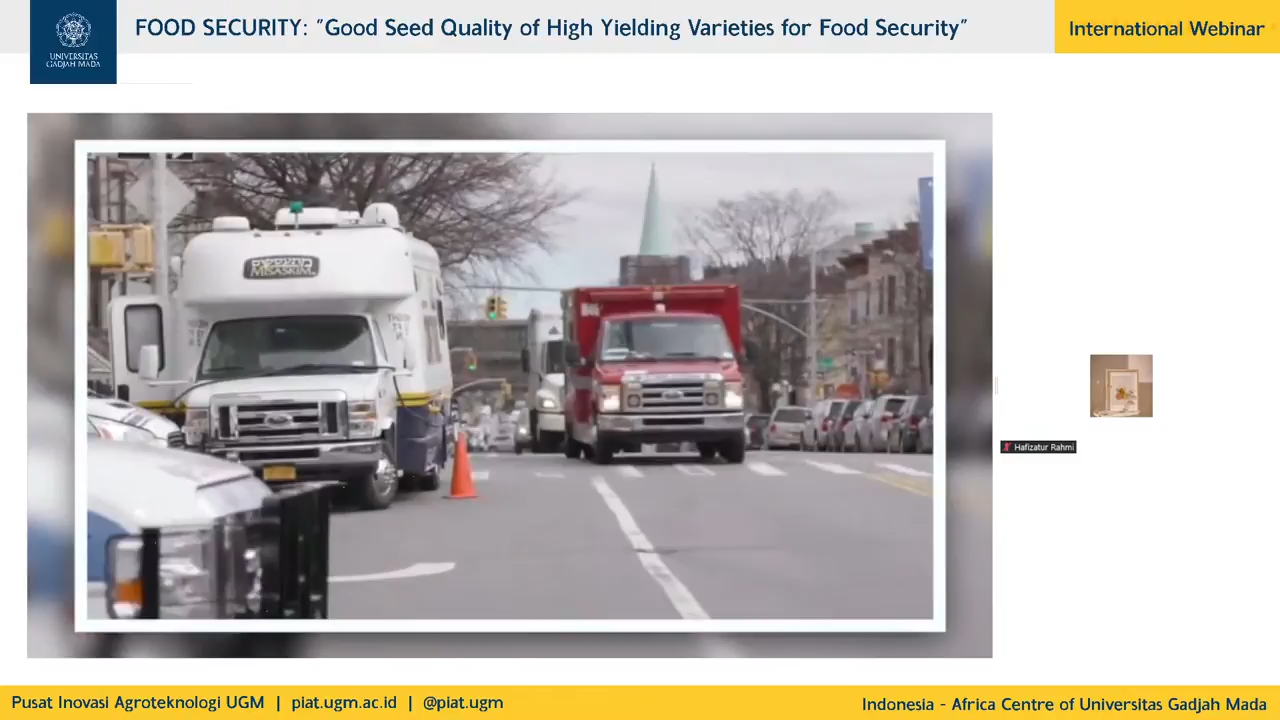 FOOD SECURITY: "Good Seed Quality of High Yielding Varieties for Food Security"
International Webinar
UNIVERSITAS
GADJAH MADA
MISASKIM
Hafizatur Rahmi
Pusat Inovasi Agroteknologi UGM | piat.ugm.ac.id | @piat.ugm
Indonesia - Africa Centre of Universitas Gadjah Mada